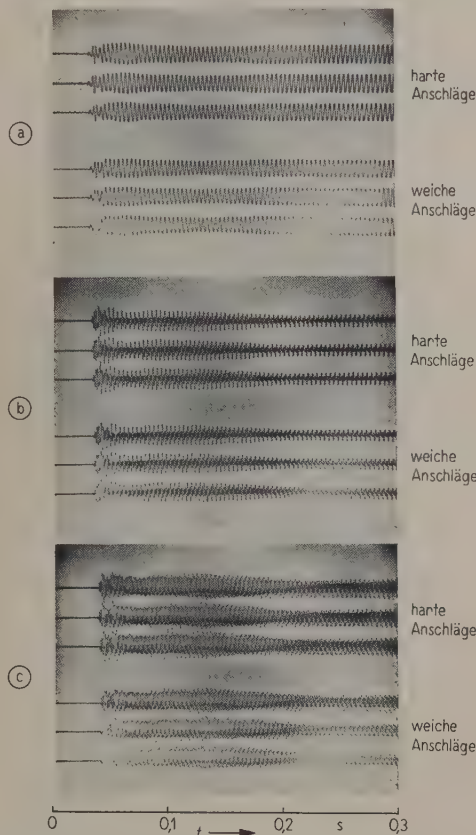 harte
Anschläge
ⓐ
weiche
Anschläge
harte
Anschläge
ⓑ
weiche
Anschläge
harte
Anschläge
ⓒ
weiche
Anschläge
0 0,1 0,2 s 0,3
t →